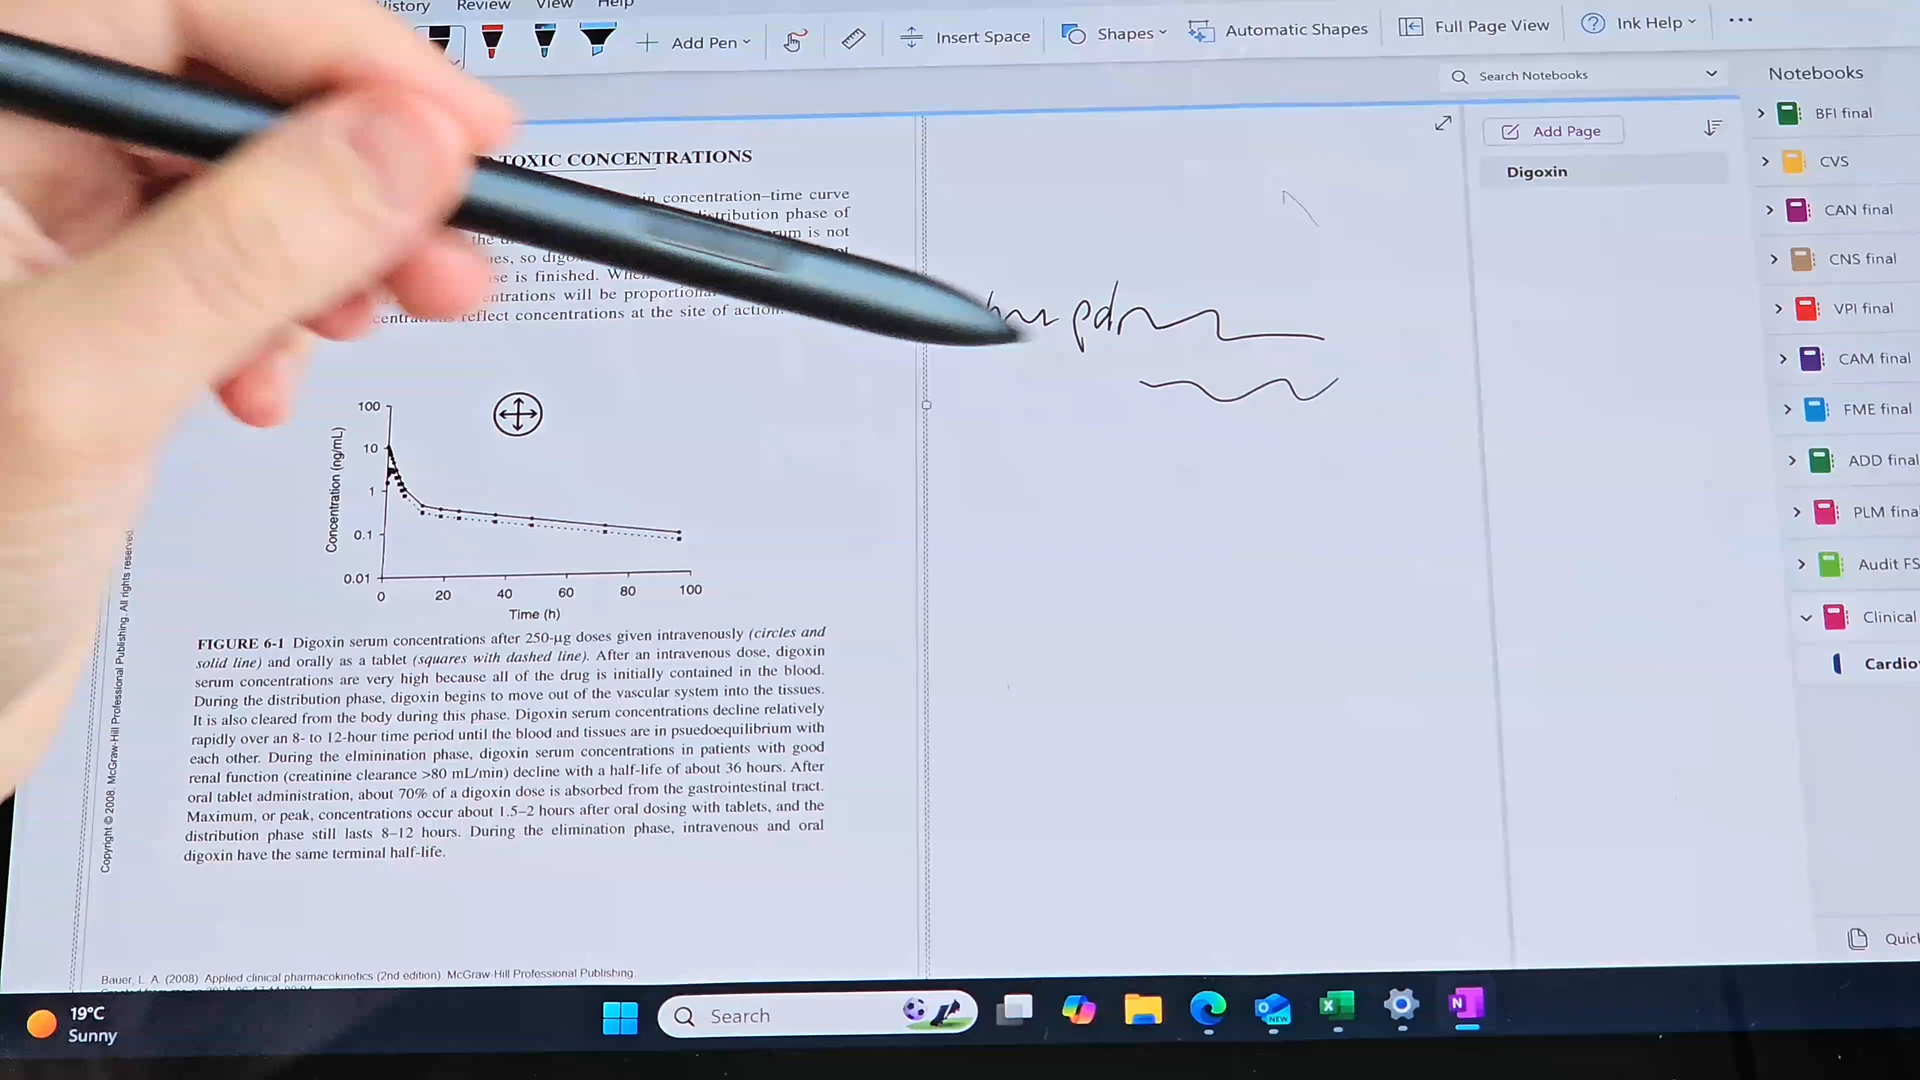 History Review View Help
Add Pen
Insert Space
Shapes
Automatic Shapes
Full Page View
Ink Help
Search Notebooks
Notebooks
Add Page
Digoxin
BFI final
CVS
CAN final
CNS final
VPI final
CAM final
FME final
ADD final
PLM fina
Audit FS
Clinical
Cardio
Quick
TOXIC CONCENTRATIONS
concentration–time curve
distribution phase of
is not
ues, so
se is finished. When
entrations will be proportional
reflect concentrations at the site of action.
100
10
1
0.1
0.01
Concentration (ng/mL)
0 20 40 60 80 100
Time (h)
FIGURE 6-1 Digoxin serum concentrations after 250-μg doses given intravenously (circles and
solid line) and orally as a tablet (squares with dashed line). After an intravenous dose, digoxin
serum concentrations are very high because all of the drug is initially contained in the blood.
During the distribution phase, digoxin begins to move out of the vascular system into the tissues.
It is also cleared from the body during this phase. Digoxin serum concentrations decline relatively
rapidly over an 8- to 12-hour time period until the blood and tissues are in psuedoequilibrium with
each other. During the elminination phase, digoxin serum concentrations in patients with good
renal function (creatinine clearance >80 mL/min) decline with a half-life of about 36 hours. After
oral tablet administration, about 70% of a digoxin dose is absorbed from the gastrointestinal tract.
Maximum, or peak, concentrations occur about 1.5–2 hours after oral dosing with tablets, and the
distribution phase still lasts 8–12 hours. During the elimination phase, intravenous and oral
digoxin have the same terminal half-life.
Copyright © 2008. McGraw-Hill Professional Publishing. All rights reserved.
Bauer, L. A. (2008). Applied clinical pharmacokinetics (2nd edition). McGraw-Hill Professional Publishing.
19°C
Sunny
Search
NEW